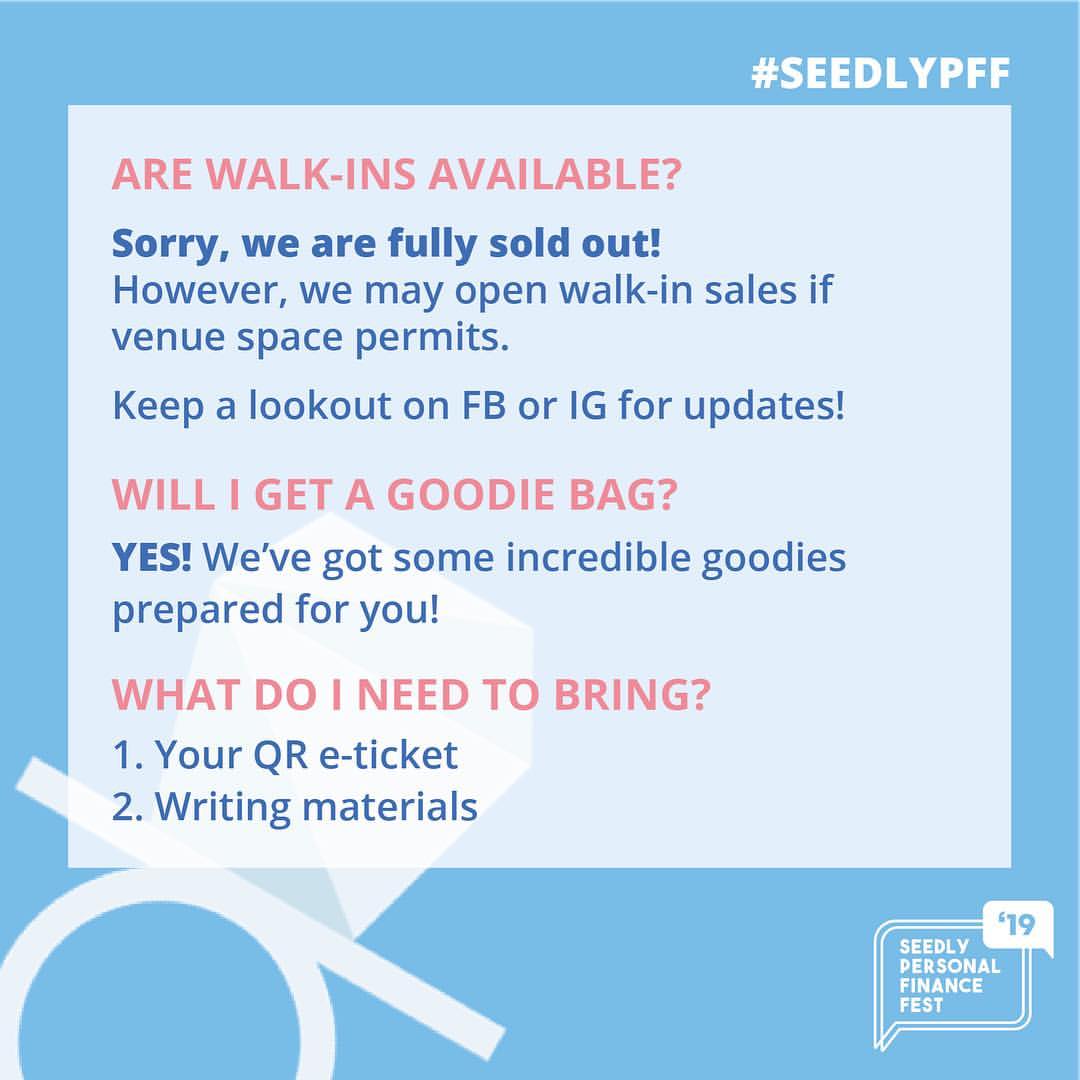 #SEEDLYPFF
ARE WALK-INS AVAILABLE?
Sorry, we are fully sold out!
However, we may open walk-in sales if
venue space permits.
Keep a lookout on FB or IG for updates!
WILL I GET A GOODIE BAG?
YES! We’ve got some incredible goodies
prepared for you!
WHAT DO I NEED TO BRING?
1. Your QR e-ticket
2. Writing materials
‘19
SEEDLY
PERSONAL
FINANCE
FEST